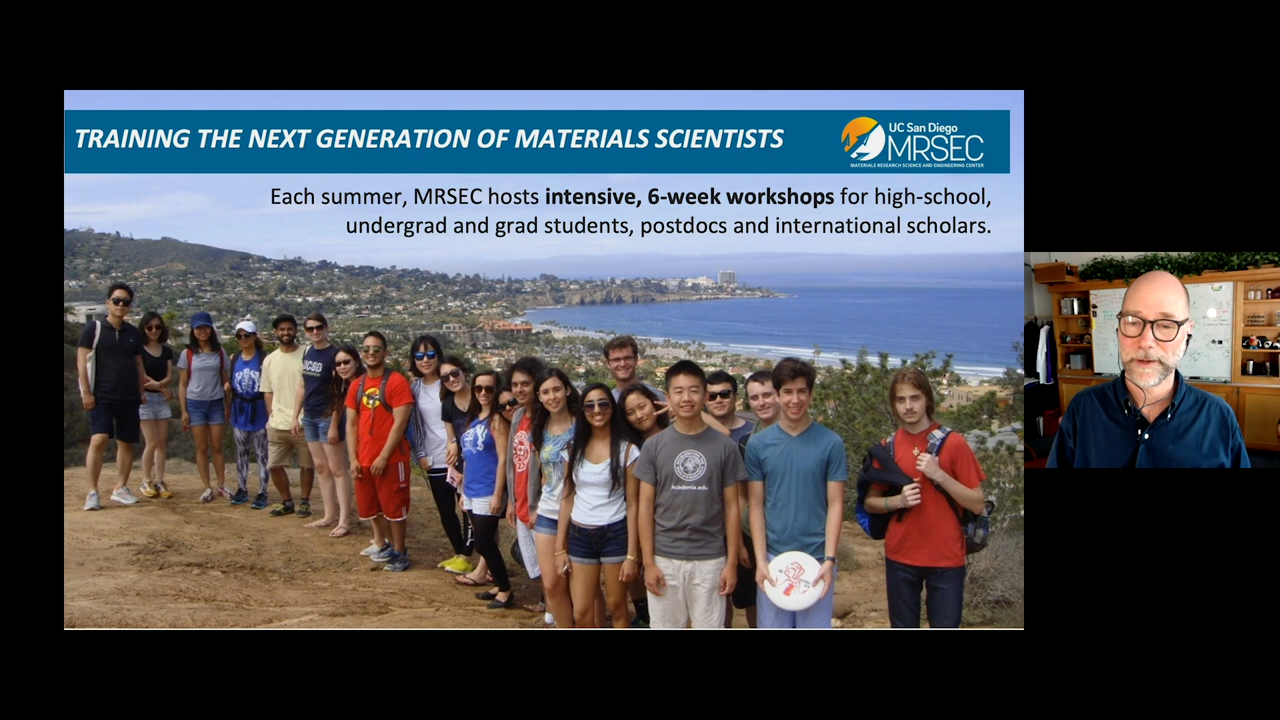 TRAINING THE NEXT GENERATION OF MATERIALS SCIENTISTS
UC San Diego
MRSEC
MATERIALS RESEARCH SCIENCE AND ENGINEERING CENTER
Each summer, MRSEC hosts intensive, 6-week workshops for high-school,
undergrad and grad students, postdocs and international scholars.
UCSD
Academia.edu